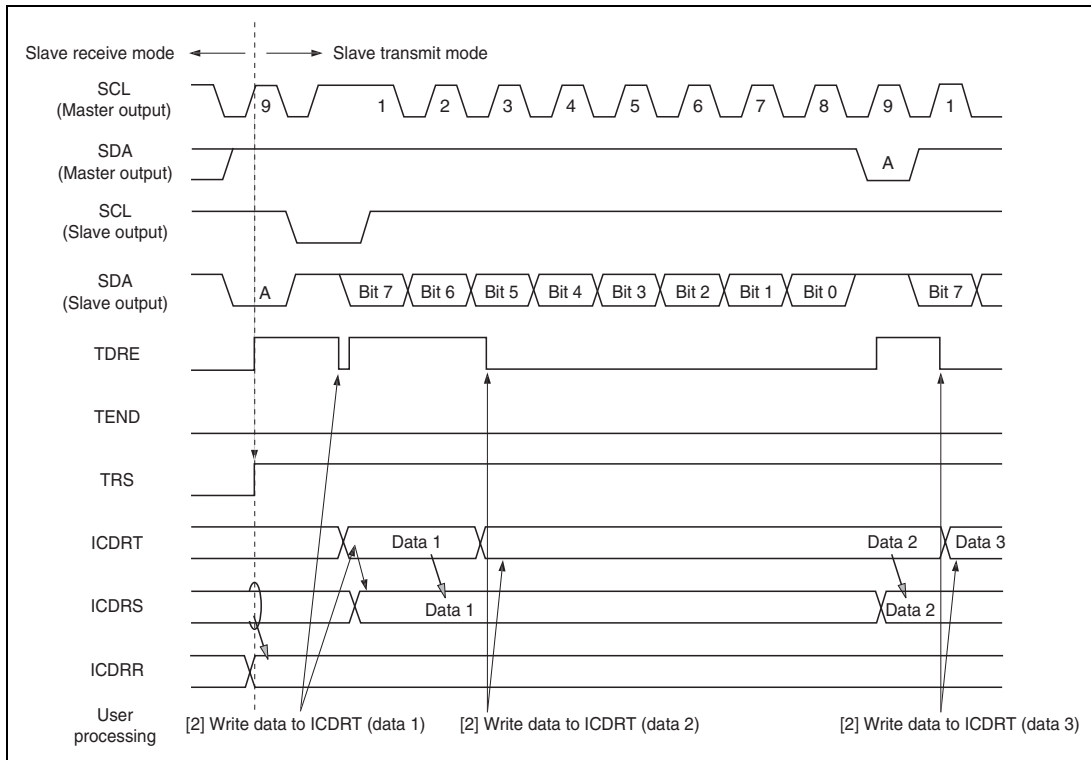 Slave receive mode Slave transmit mode
SCL
(Master output)
9 1 2 3 4 5 6 7 8 9 1
SDA
(Master output)
A
SCL
(Slave output)
SDA
(Slave output)
A Bit 7 Bit 6 Bit 5 Bit 4 Bit 3 Bit 2 Bit 1 Bit 0 Bit 7
TDRE
TEND
TRS
ICDRT Data 1 Data 2 Data 3
ICDRS Data 1 Data 2
ICDRR
User
processing
[2] Write data to ICDRT (data 1) [2] Write data to ICDRT (data 2) [2] Write data to ICDRT (data 3)